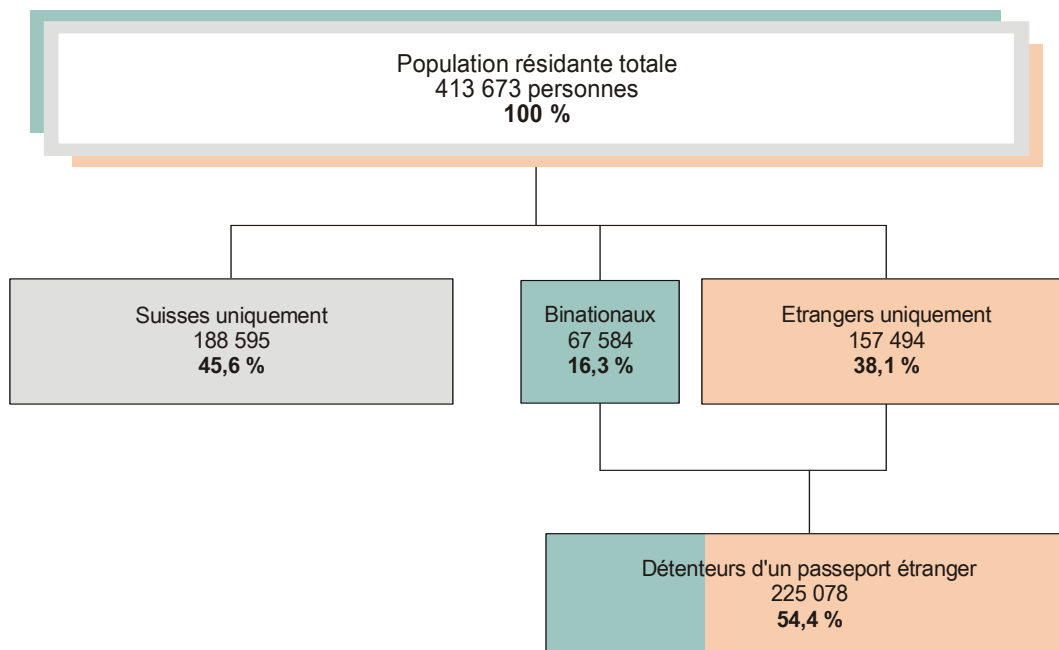 Population résidante totale
413 673 personnes
100 %
Suisses uniquement
188 595
45,6 %
Binationaux
67 584
16,3 %
Etrangers uniquement
157 494
38,1 %
Détenteurs d'un passeport étranger
225 078
54,4 %